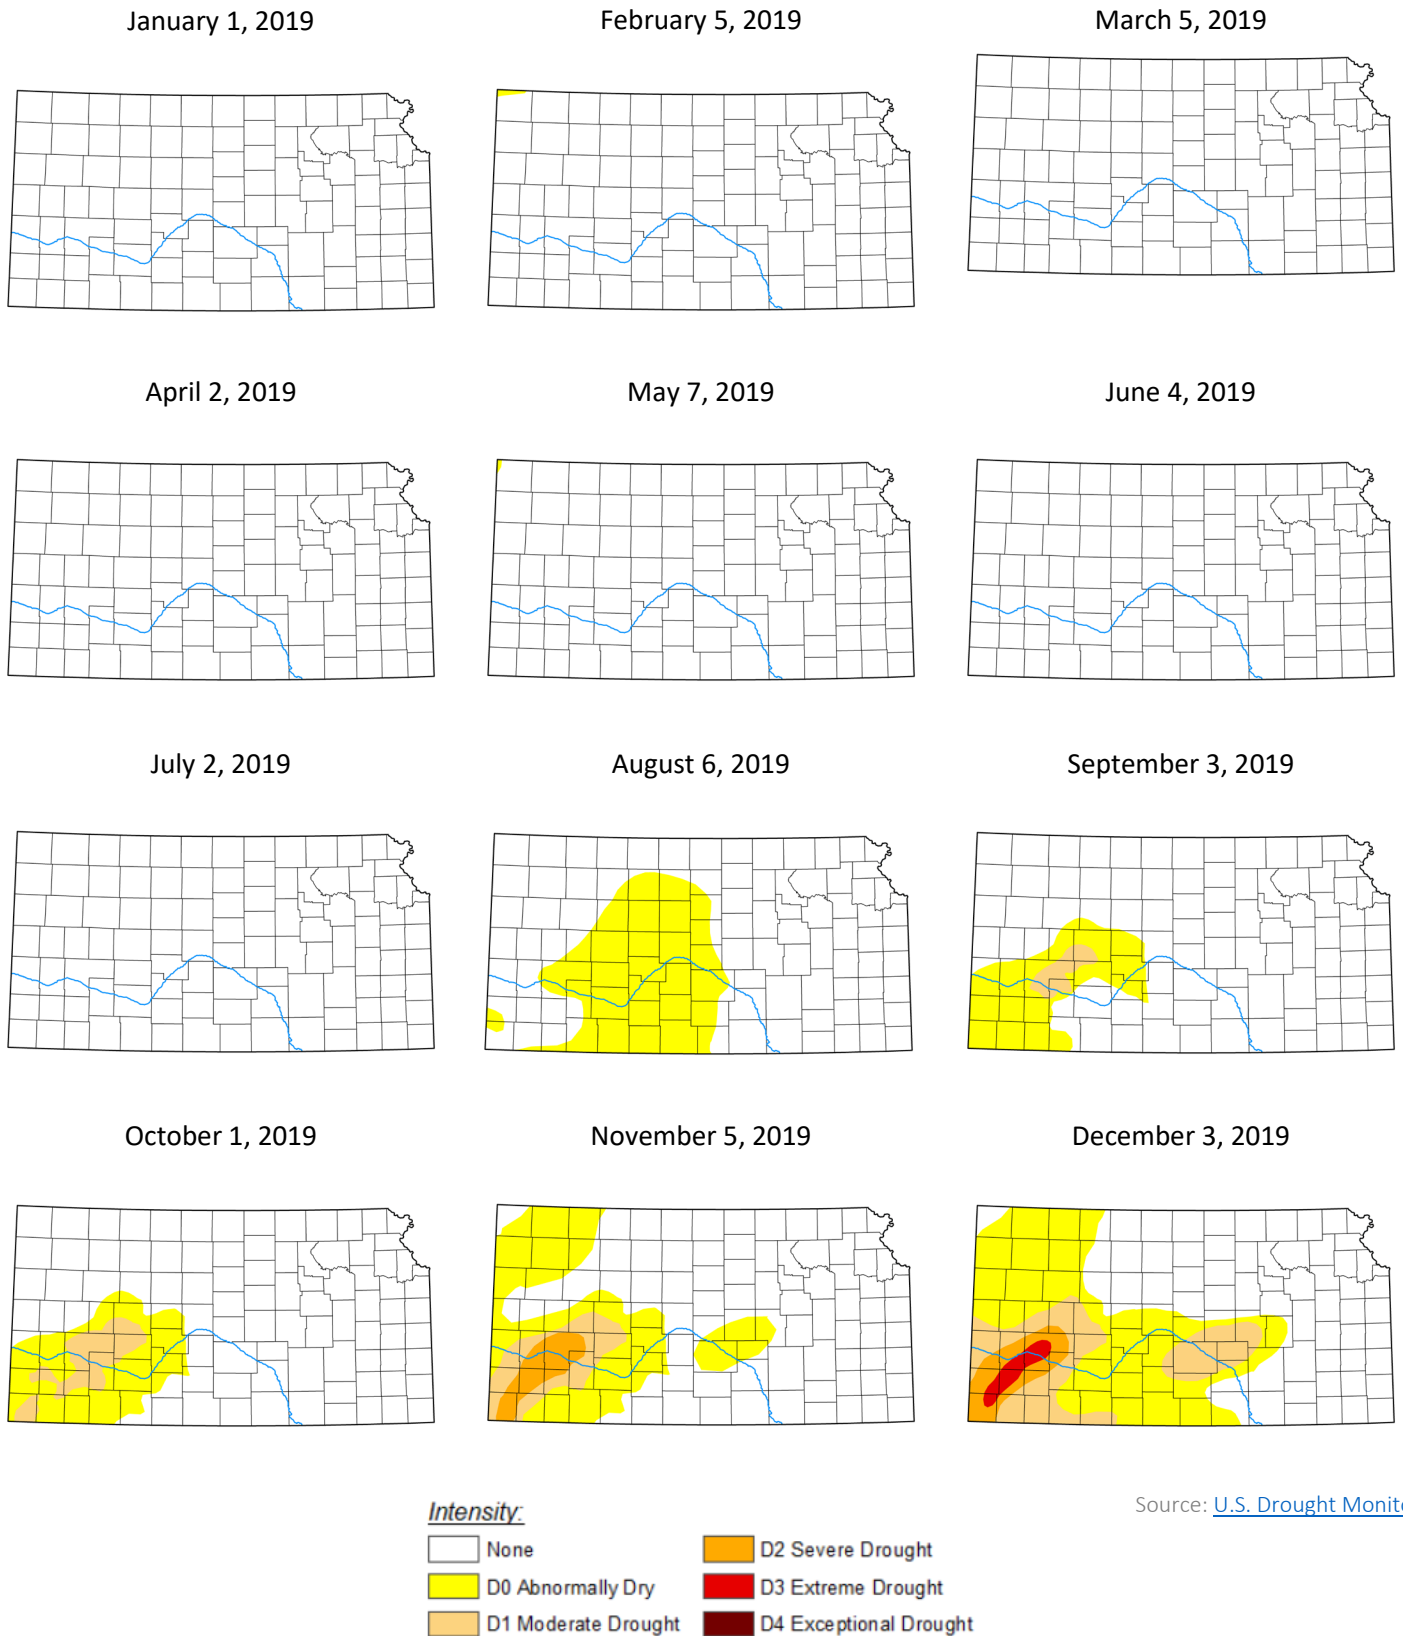 January 1, 2019
February 5, 2019
March 5, 2019
April 2, 2019
May 7, 2019
June 4, 2019
July 2, 2019
August 6, 2019
September 3, 2019
October 1, 2019
November 5, 2019
December 3, 2019
Source: U.S. Drought Monito
Intensity:
None
D0 Abnormally Dry
D1 Moderate Drought
D2 Severe Drought
D3 Extreme Drought
D4 Exceptional Drought